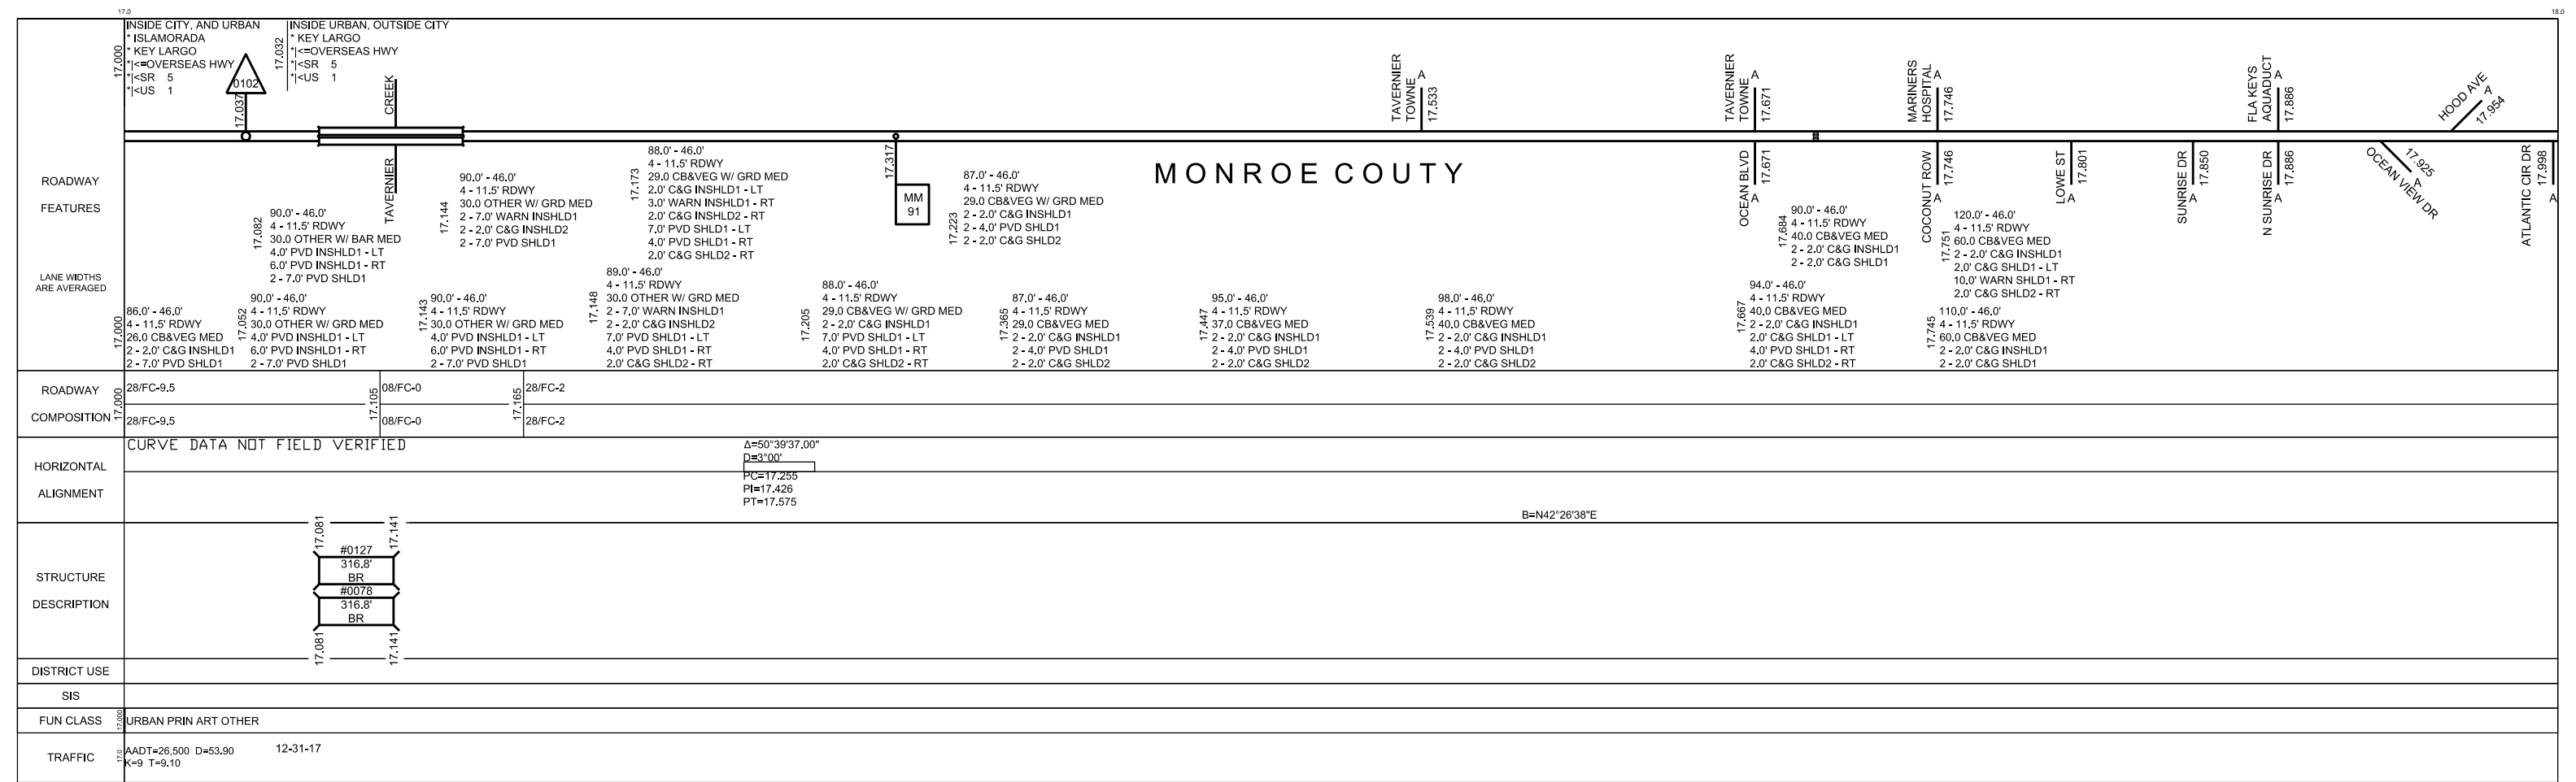 17.0
18.0
17.000
INSIDE CITY, AND URBAN
* ISLAMORADA
* KEY LARGO
*|<=OVERSEAS HWY
*|<SR 5
*|<US 1
17.032
INSIDE URBAN, OUTSIDE CITY
* KEY LARGO
*|<=OVERSEAS HWY
*|<SR 5
*|<US 1
0102
17.037
CREEK
TAVERNIER
TAVERNIER
TOWNE
A
17.533
TAVERNIER
TOWNE
A
17.671
MARINERS
HOSPITAL
A
17.746
FLA KEYS
AQUADUCT
A
17.886
HOOD AVE
A
17.954
MONROE COUTY
17.317
MM
91
OCEAN BLVD
17.671
COCONUT ROW
17.746
A
LOWE ST
17.801
A
SUNRISE DR
17.850
A
N SUNRISE DR
17.886
A
17.925
A
OCEAN VIEW DR
ATLANTIC CIR DR
17.998
A
ROADWAY
FEATURES
LANE WIDTHS
ARE AVERAGED
17.082
90.0' - 46.0'
4 - 11.5' RDWY
30.0 OTHER W/ BAR MED
4.0' PVD INSHLD1 - LT
6.0' PVD INSHLD1 - RT
2 - 7.0' PVD SHLD1
17.144
90.0' - 46.0'
4 - 11.5' RDWY
30.0 OTHER W/ GRD MED
2 - 7.0' WARN INSHLD1
2 - 2.0' C&G INSHLD2
2 - 7.0' PVD SHLD1
17.173
88.0' - 46.0'
4 - 11.5' RDWY
29.0 CB&VEG W/ GRD MED
2.0' C&G INSHLD1 - LT
3.0' WARN INSHLD1 - RT
2.0' C&G INSHLD2 - RT
7.0' PVD SHLD1 - LT
4.0' PVD SHLD1 - RT
2.0' C&G SHLD2 - RT
17.223
87.0' - 46.0'
4 - 11.5' RDWY
29.0 CB&VEG W/ GRD MED
2 - 2.0' C&G INSHLD1
2 - 4.0' PVD SHLD1
2 - 2.0' C&G SHLD2
17.684
90.0' - 46.0'
4 - 11.5' RDWY
40.0 CB&VEG MED
2 - 2.0' C&G INSHLD1
2 - 2.0' C&G SHLD1
17.751
120.0' - 46.0'
4 - 11.5' RDWY
60.0 CB&VEG MED
2 - 2.0' C&G INSHLD1
2.0' C&G SHLD1 - LT
10.0' WARN SHLD1 - RT
2.0' C&G SHLD2 - RT
17.000
86.0' - 46.0'
4 - 11.5' RDWY
26.0 CB&VEG MED
2 - 2.0' C&G INSHLD1
2 - 7.0' PVD SHLD1
17.052
90.0' - 46.0'
4 - 11.5' RDWY
30.0 OTHER W/ GRD MED
4.0' PVD INSHLD1 - LT
6.0' PVD INSHLD1 - RT
2 - 7.0' PVD SHLD1
17.143
90.0' - 46.0'
4 - 11.5' RDWY
30.0 OTHER W/ GRD MED
4.0' PVD INSHLD1 - LT
6.0' PVD INSHLD1 - RT
2 - 7.0' PVD SHLD1
17.148
89.0' - 46.0'
4 - 11.5' RDWY
30.0 OTHER W/ GRD MED
2 - 7.0' WARN INSHLD1
2 - 2.0' C&G INSHLD2
7.0' PVD SHLD1 - LT
4.0' PVD SHLD1 - RT
2.0' C&G SHLD2 - RT
17.205
88.0' - 46.0'
4 - 11.5' RDWY
29.0 CB&VEG W/ GRD MED
2 - 2.0' C&G INSHLD1
7.0' PVD SHLD1 - LT
4.0' PVD SHLD1 - RT
2.0' C&G SHLD2 - RT
17.365
87.0' - 46.0'
4 - 11.5' RDWY
29.0 CB&VEG MED
2 - 2.0' C&G INSHLD1
2 - 4.0' PVD SHLD1
2 - 2.0' C&G SHLD2
17.447
95.0' - 46.0'
4 - 11.5' RDWY
37.0 CB&VEG MED
2 - 2.0' C&G INSHLD1
2 - 4.0' PVD SHLD1
2 - 2.0' C&G SHLD2
17.539
98.0' - 46.0'
4 - 11.5' RDWY
40.0 CB&VEG MED
2 - 2.0' C&G INSHLD1
2 - 4.0' PVD SHLD1
2 - 2.0' C&G SHLD2
17.667
94.0' - 46.0'
4 - 11.5' RDWY
40.0 CB&VEG MED
2 - 2.0' C&G INSHLD1
2.0' C&G SHLD1 - LT
4.0' PVD SHLD1 - RT
2.0' C&G SHLD2 - RT
17.745
110.0' - 46.0'
4 - 11.5' RDWY
60.0 CB&VEG MED
2 - 2.0' C&G INSHLD1
2 - 2.0' C&G SHLD1
ROADWAY
COMPOSITION
17.000
28/FC-9.5
28/FC-9.5
17.105
08/FC-0
08/FC-0
17.165
28/FC-2
28/FC-2
HORIZONTAL
ALIGNMENT
CURVE DATA NOT FIELD VERIFIED
Δ=50°39'37.00"
D=3°00'
PC=17.255
PI=17.426
PT=17.575
B=N42°26'38"E
STRUCTURE
DESCRIPTION
17.081
17.141
#0127
316.8'
BR
#0078
316.8'
BR
17.081
17.141
DISTRICT USE
SIS
FUN CLASS
17.000
URBAN PRIN ART OTHER
TRAFFIC
17.0
AADT=26,500 D=53.90
12-31-17
K=9 T=9.10